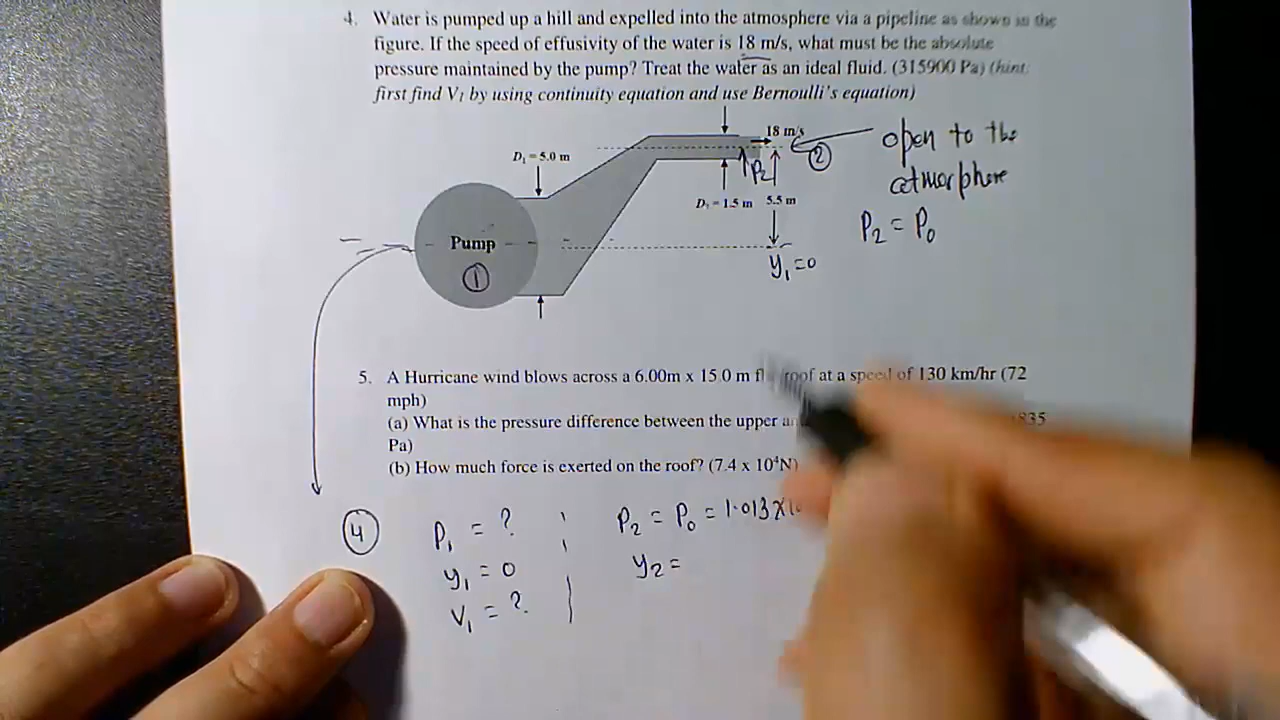 4. Water is pumped up a hill and expelled into the atmosphere via a pipeline as shown in the
figure. If the speed of effusivity of the water is 18 m/s, what must be the absolute
pressure maintained by the pump? Treat the water as an ideal fluid. (315900 Pa) (hint:
first find V₁ by using continuity equation and use Bernoulli's equation)
18 m/s
D₁ = 5.0 m
②
open to the
atmorphere
P₂
D₂ = 1.5 m
5.5 m
P₂ = P₀
Pump
①
y₁ = 0
5. A Hurricane wind blows across a 6.00m x 15.0 m roof at a speed of 130 km/hr (72
mph)
(a) What is the pressure difference between the upper
Pa)
(b) How much force is exerted on the roof? (7.4 x 10⁴N)
④
P₁ = ?
P₂ = P₀ = 1.013 X
y₁ = 0
y₂ =
V₁ = ?